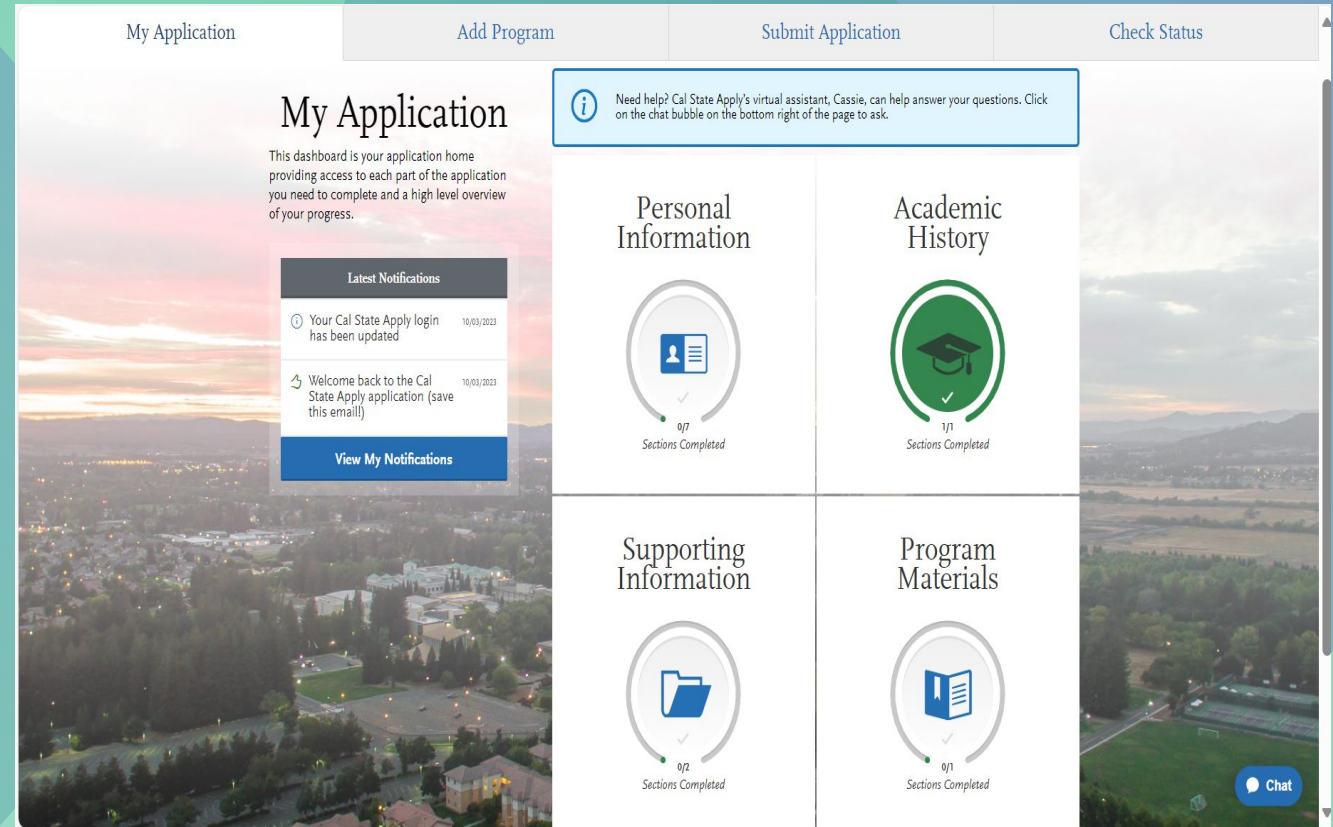 My Application
Add Program
Submit Application
Check Status
My Application
This dashboard is your application home
providing access to each part of the application
you need to complete and a high level overview
of your progress.
Latest Notifications
Your Cal State Apply login
has been updated
10/03/2023
Welcome back to the Cal
State Apply application (save
this email!)
10/03/2023
View My Notifications
Need help? Cal State Apply's virtual assistant, Cassie, can help answer your questions. Click
on the chat bubble on the bottom right of the page to ask.
Personal
Information
0/7
Sections Completed
Academic
History
1/1
Sections Completed
Supporting
Information
0/2
Sections Completed
Program
Materials
0/1
Sections Completed
Chat